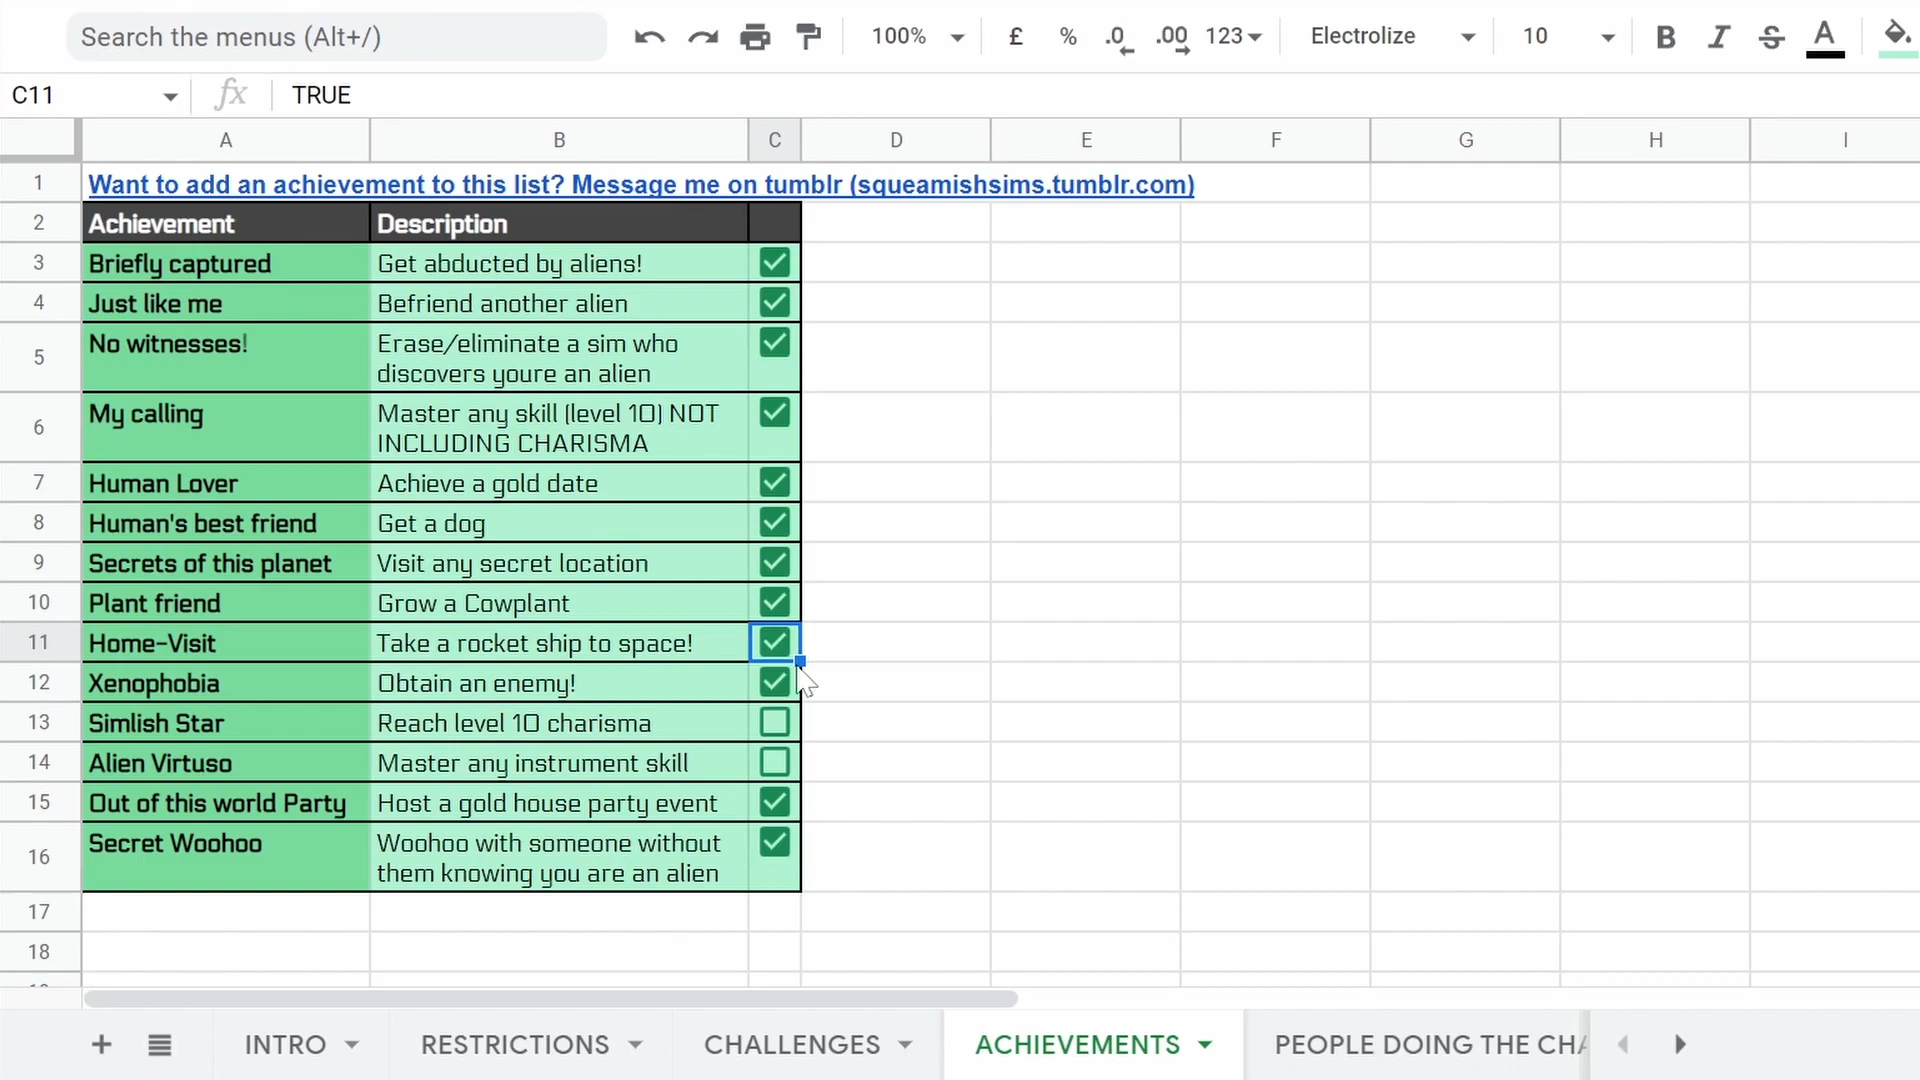 Search the menus (Alt+/)
100%
£
%
.0
.00
123
Electrolize
10
B
I
S
A
C11
fx
TRUE
A B C D E F G H I
1 Want to add an achievement to this list? Message me on tumblr (squeamishsims.tumblr.com)
2 Achievement Description
3 Briefly captured Get abducted by aliens!
4 Just like me Befriend another alien
5 No witnesses! Erase/eliminate a sim who
discovers youre an alien
6 My calling Master any skill (level 10) NOT
INCLUDING CHARISMA
7 Human Lover Achieve a gold date
8 Human's best friend Get a dog
9 Secrets of this planet Visit any secret location
10 Plant friend Grow a Cowplant
11 Home-Visit Take a rocket ship to space!
12 Xenophobia Obtain an enemy!
13 Simlish Star Reach level 10 charisma
14 Alien Virtuso Master any instrument skill
15 Out of this world Party Host a gold house party event
16 Secret Woohoo Woohoo with someone without
them knowing you are an alien
17
18
INTRO RESTRICTIONS CHALLENGES ACHIEVEMENTS PEOPLE DOING THE